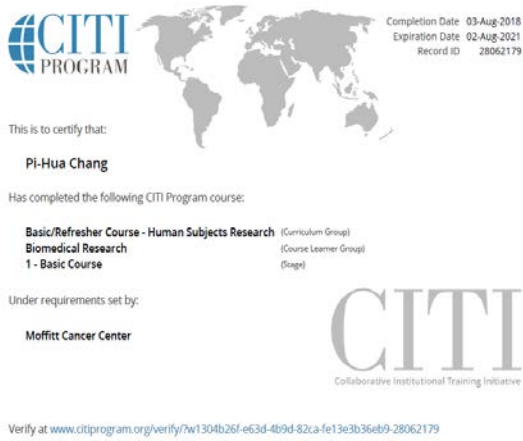 CITI
PROGRAM
Completion Date 03-Aug-2018
Expiration Date 02-Aug-2021
Record ID 28062179
This is to certify that:
Pi-Hua Chang
Has completed the following CITI Program course:
Basic/Refresher Course - Human Subjects Research (Curriculum Group)
Biomedical Research (Course Learner Group)
1 - Basic Course (Stage)
Under requirements set by:
Moffitt Cancer Center
CITI
Collaborative Institutional Training Initiative
Verify at www.citiprogram.org/verify/?w1304b26f-e63d-4b9d-82ca-fe13e3b36eb9-28062179